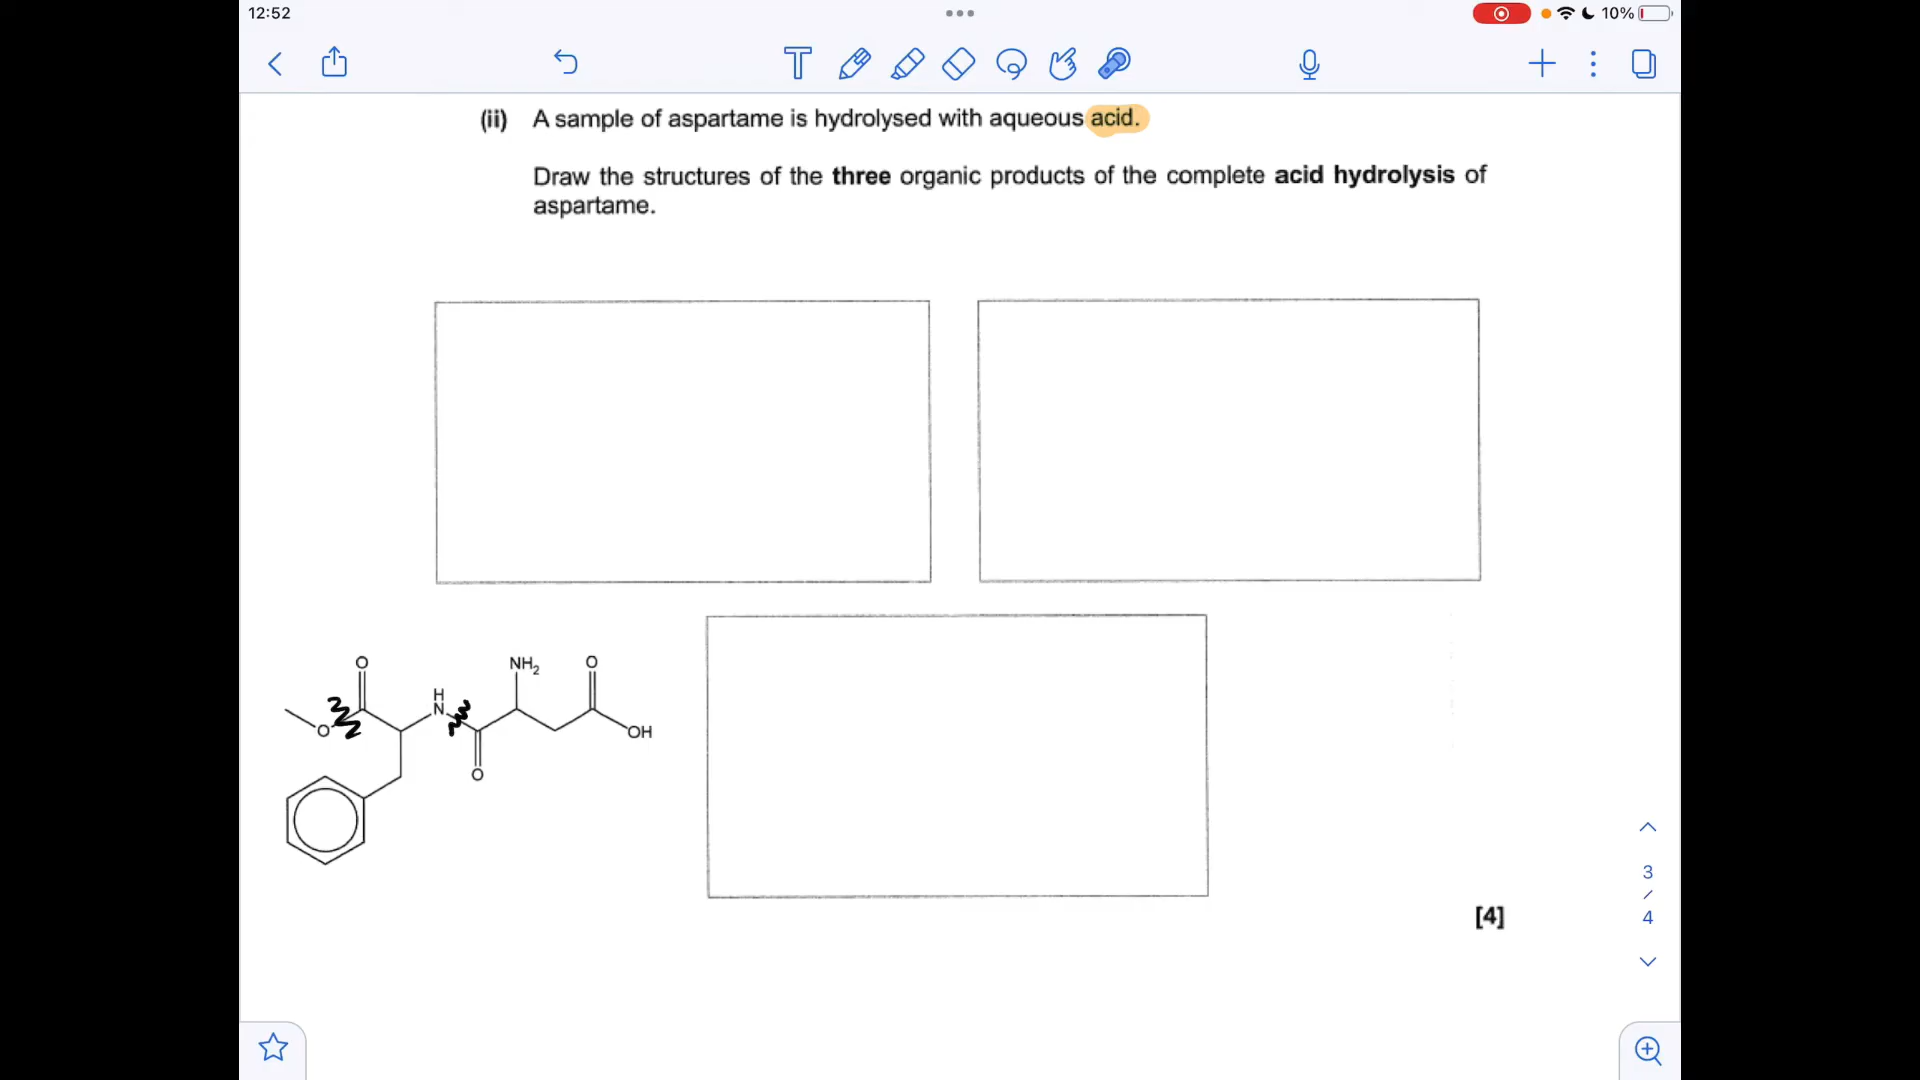 12:52
10%
T
(ii) A sample of aspartame is hydrolysed with aqueous acid.
Draw the structures of the three organic products of the complete acid hydrolysis of
aspartame.
O
NH2
O
H
N
O
OH
O
3
/
4
[4]